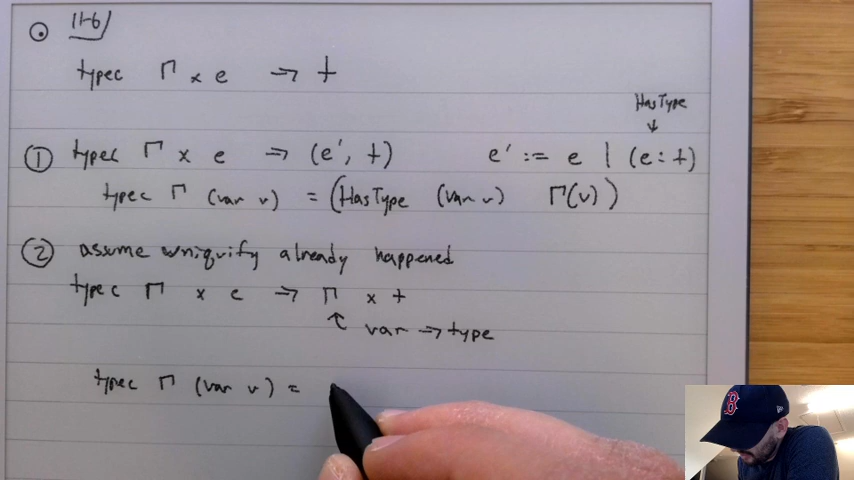 ⊙ 11-6/
typec Γ × e → t
HasType
↓
① typec Γ × e → (e', t)    e' := e | (e : t)
typec Γ (var v) = (HasType (var v) Γ(v))
② assume uniquify already happened
typec Γ × e → Γ × t
↑ var → type
typec Γ (var v) =
B